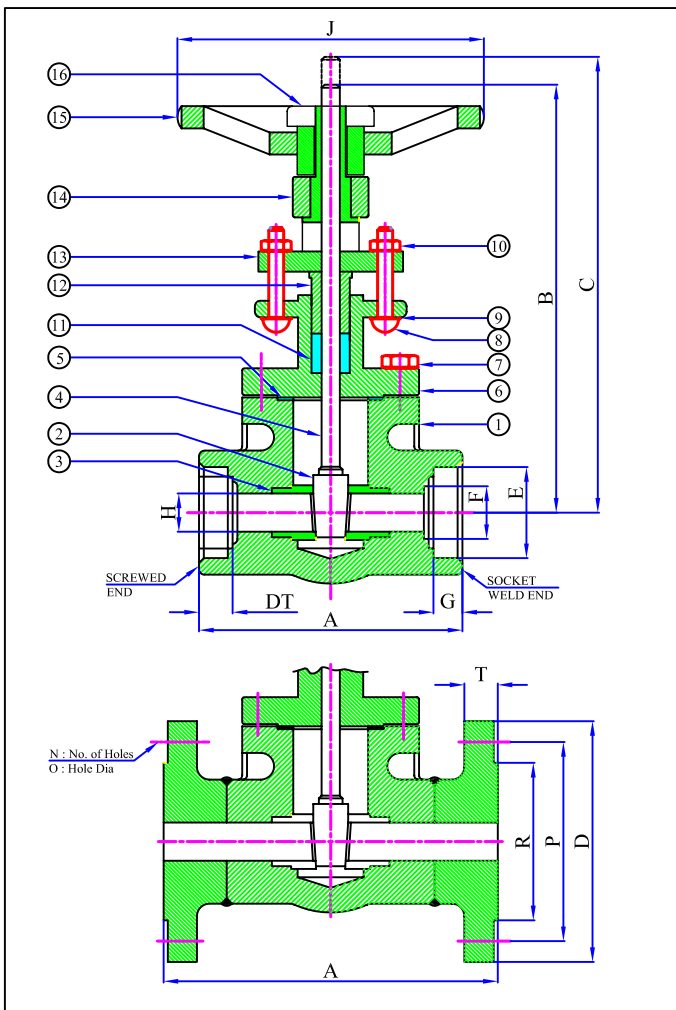 J
16
15
14
13
12
11
5
4
2
3
10
9
8
7
6
1
B
C
H
F
E
SCREWED
END
DT
G
SOCKET
WELD END
A
T
N : No. of Holes
O : Hole Dia
R
P
D
A